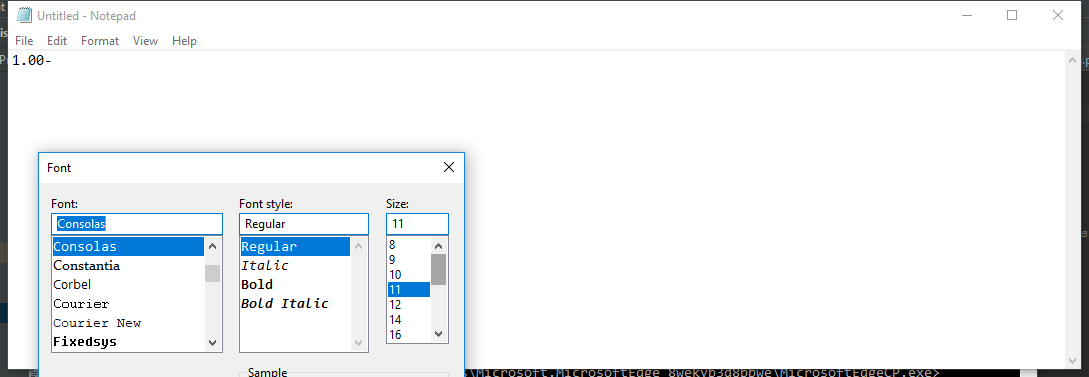 Untitled - Notepad
File Edit Format View Help
1.00-
Font
Font: Font style: Size:
Consolas Regular 11
Consolas Regular 8
Constantia Italic 9
Corbel Bold 10
Courier Bold Italic 11
Courier New 12
Fixedsys 14
16
Sample
\Microsoft.MicrosoftEdge_8wekyb3d8bbwe\MicrosoftEdgeCP.exe>